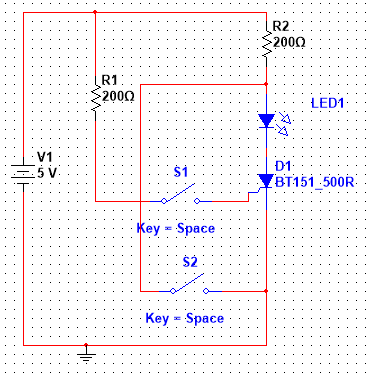 R2
200Ω
R1
200Ω
LED1
V1
5 V
D1
BT151_500R
S1
Key = Space
S2
Key = Space